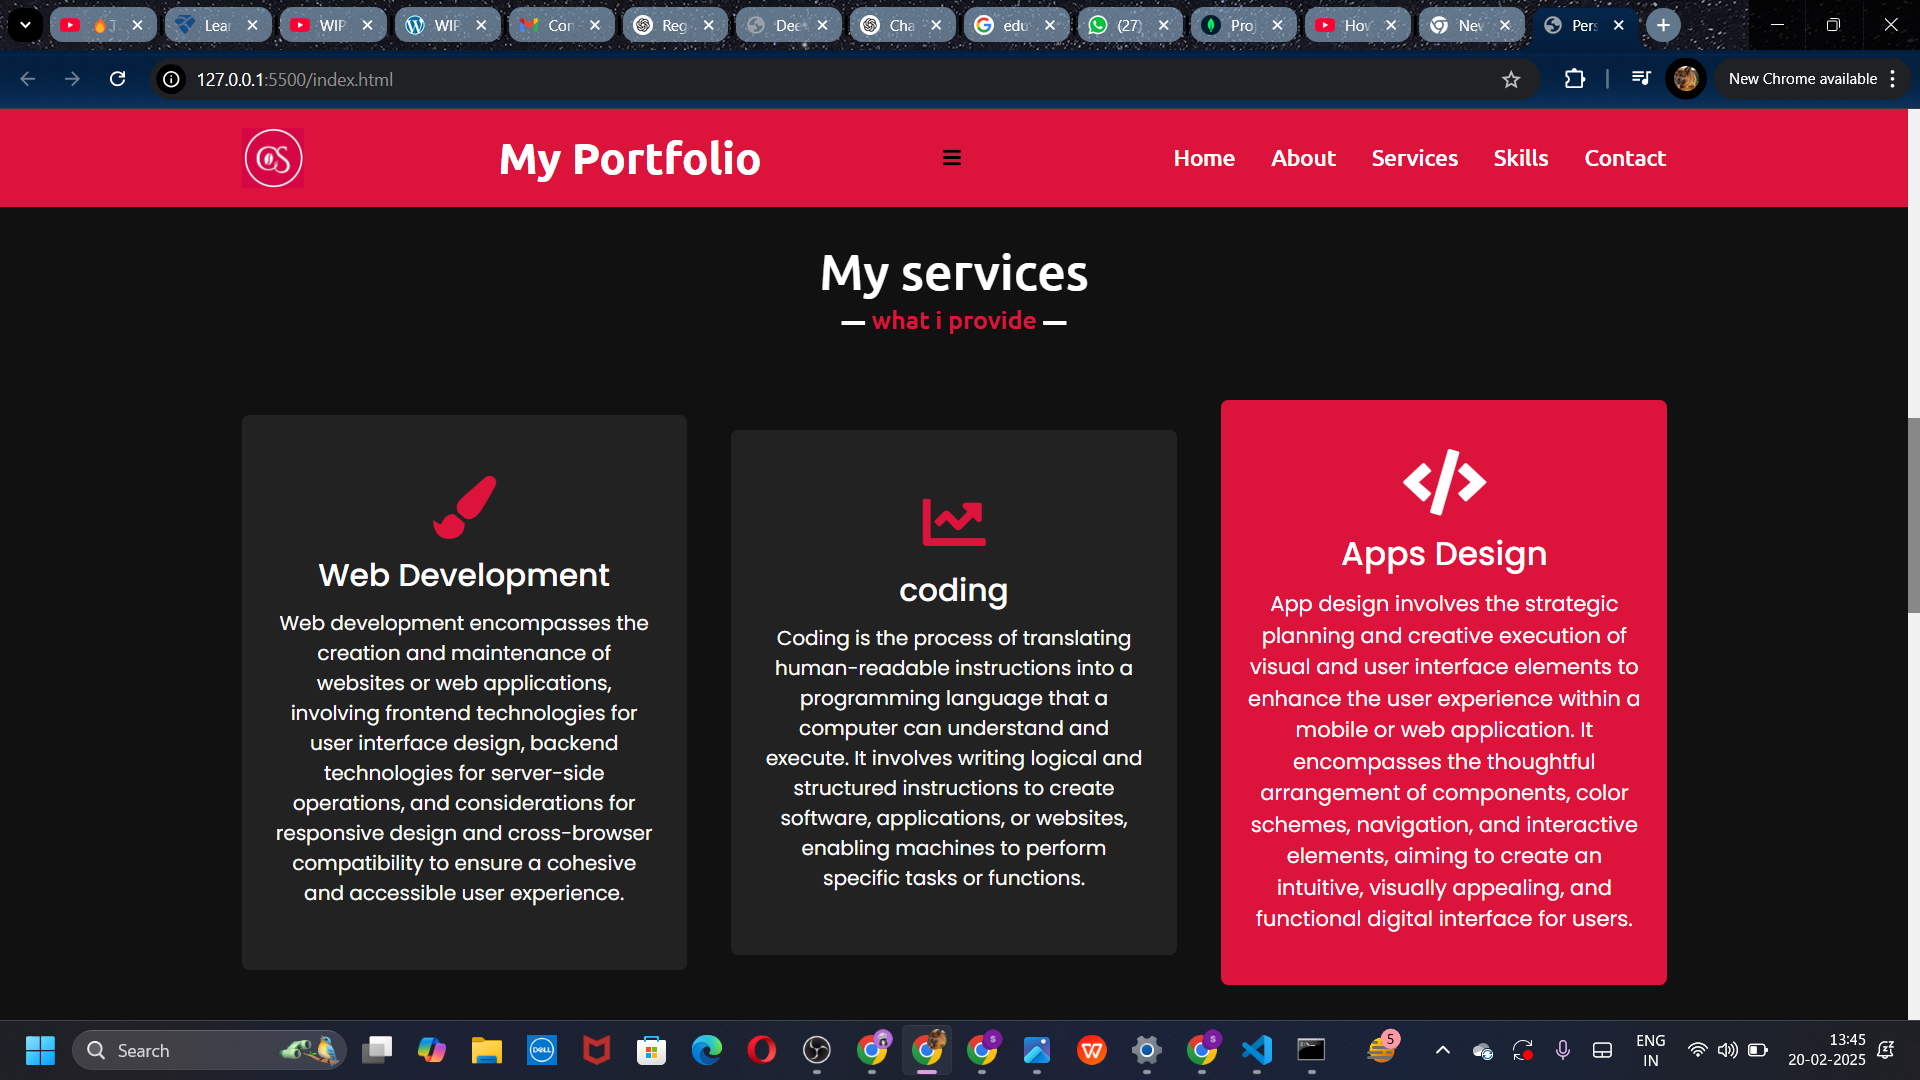 Lear
WIP
WIP
Con
Reg
Dee
Cha
edu
(27)
Pro
How
New
Pers
127.0.0.1:5500/index.html
New Chrome available
CS
My Portfolio
Home
About
Services
Skills
Contact
My services
— what i provide —
Web Development
Web development encompasses the
creation and maintenance of
websites or web applications,
involving frontend technologies for
user interface design, backend
technologies for server-side
operations, and considerations for
responsive design and cross-browser
compatibility to ensure a cohesive
and accessible user experience.
coding
Coding is the process of translating
human-readable instructions into a
programming language that a
computer can understand and
execute. It involves writing logical and
structured instructions to create
software, applications, or websites,
enabling machines to perform
specific tasks or functions.
Apps Design
App design involves the strategic
planning and creative execution of
visual and user interface elements to
enhance the user experience within a
mobile or web application. It
encompasses the thoughtful
arrangement of components, color
schemes, navigation, and interactive
elements, aiming to create an
intuitive, visually appealing, and
functional digital interface for users.
Search
DELL
5
ENG
IN
13:45
20-02-2025